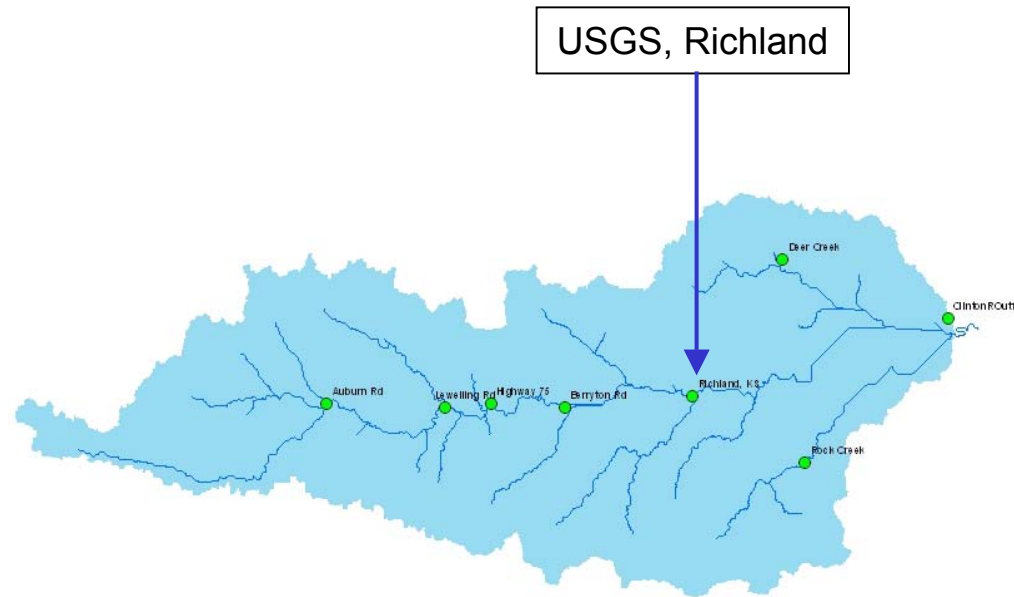 USGS, Richland
Deer Creek
Clinton ROutf
Richland, KS
Auburn Rd
Lewelling Rd
Highway 75
Berryton Rd
Rock Creek